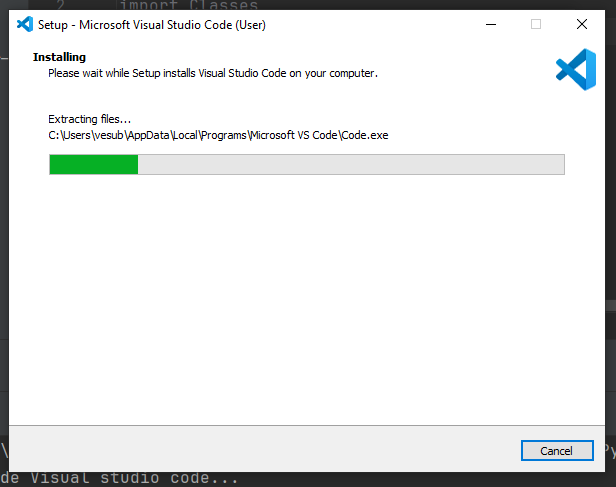 2 import Classes
Setup - Microsoft Visual Studio Code (User)
Installing
Please wait while Setup installs Visual Studio Code on your computer.
Extracting files...
C:\Users\vesub\AppData\Local\Programs\Microsoft VS Code\Code.exe
Cancel
\ Py
de Visual studio code...